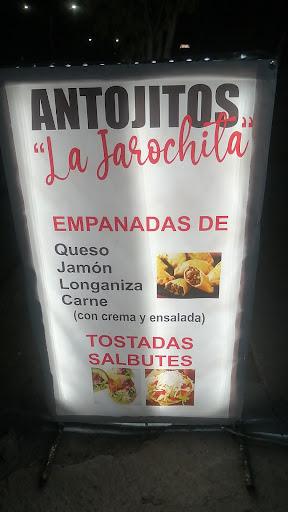 ANTOJITOS
"La Jarochita"
EMPANADAS DE
Queso
Jamón
Longaniza
Carne
(con crema y ensalada)
TOSTADAS
SALBUTES